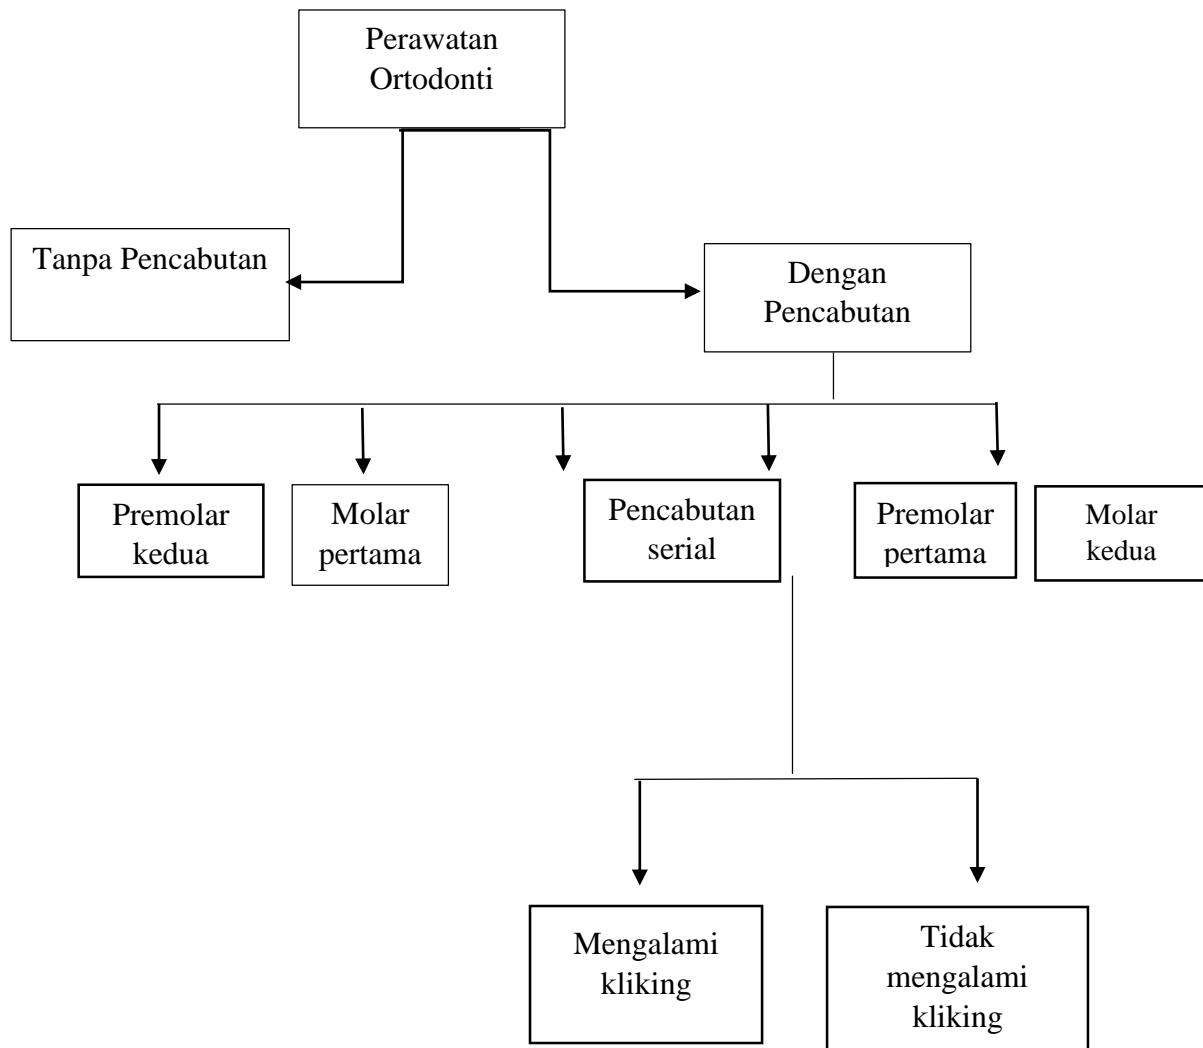 Perawatan
Ortodonti
Tanpa Pencabutan
Dengan
Pencabutan
Premolar
kedua
Molar
pertama
Pencabutan
serial
Premolar
pertama
Molar
kedua
Mengalami
kliking
Tidak
mengalami
kliking